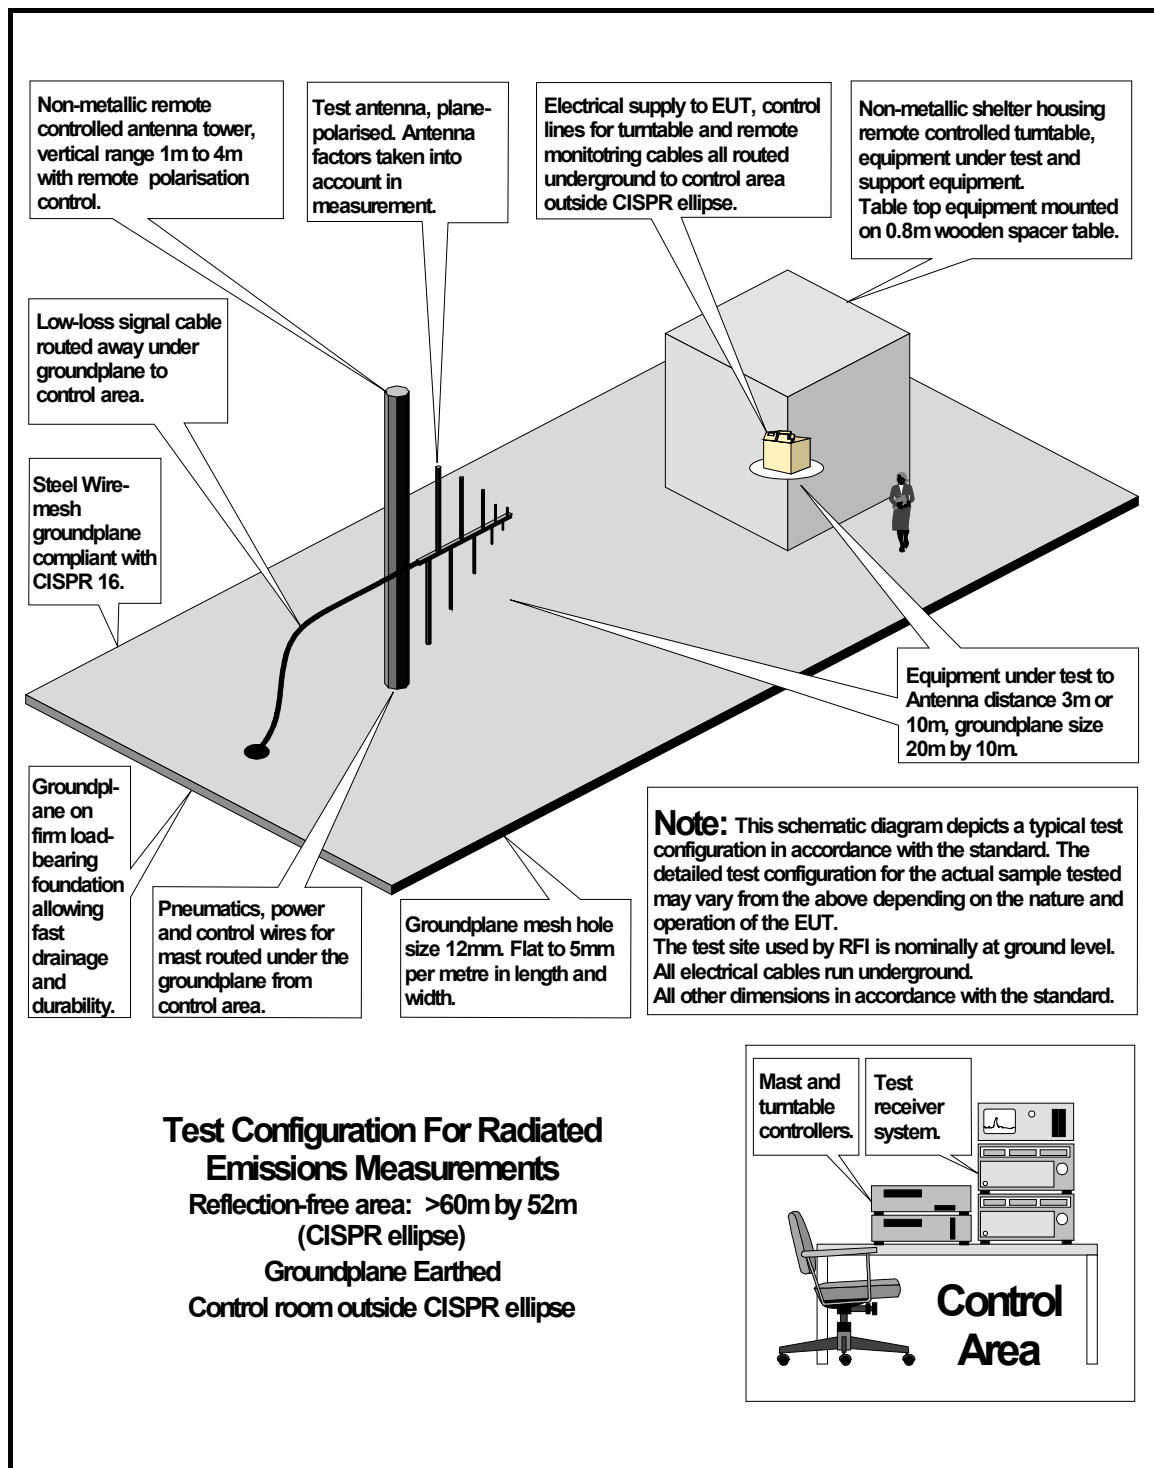 Non-metallic remote
controlled antenna tower,
vertical range 1m to 4m
with remote polarisation
control.
Test antenna, plane-
polarised. Antenna
factors taken into
account in
measurement.
Electrical supply to EUT, control
lines for turntable and remote
monitotring cables all routed
underground to control area
outside CISPR ellipse.
Non-metallic shelter housing
remote controlled turntable,
equipment under test and
support equipment.
Table top equipment mounted
on 0.8m wooden spacer table.
Low-loss signal cable
routed away under
groundplane to
control area.
Steel Wire-
mesh
groundplane
compliant with
CISPR 16.
Equipment under test to
Antenna distance 3m or
10m, groundplane size
20m by 10m.
Groundpl-
ane on
firm load-
bearing
foundation
allowing
fast
drainage
and
durability.
Pneumatics, power
and control wires for
mast routed under the
groundplane from
control area.
Groundplane mesh hole
size 12mm. Flat to 5mm
per metre in length and
width.
Note: This schematic diagram depicts a typical test
configuration in accordance with the standard. The
detailed test configuration for the actual sample tested
may vary from the above depending on the nature and
operation of the EUT.
The test site used by RFI is nominally at ground level.
All electrical cables run underground.
All other dimensions in accordance with the standard.
Test Configuration For Radiated
Emissions Measurements
Reflection-free area: >60m by 52m
(CISPR ellipse)
Groundplane Earthed
Control room outside CISPR ellipse
Mast and
turntable
controllers.
Test
receiver
system.
Control
Area